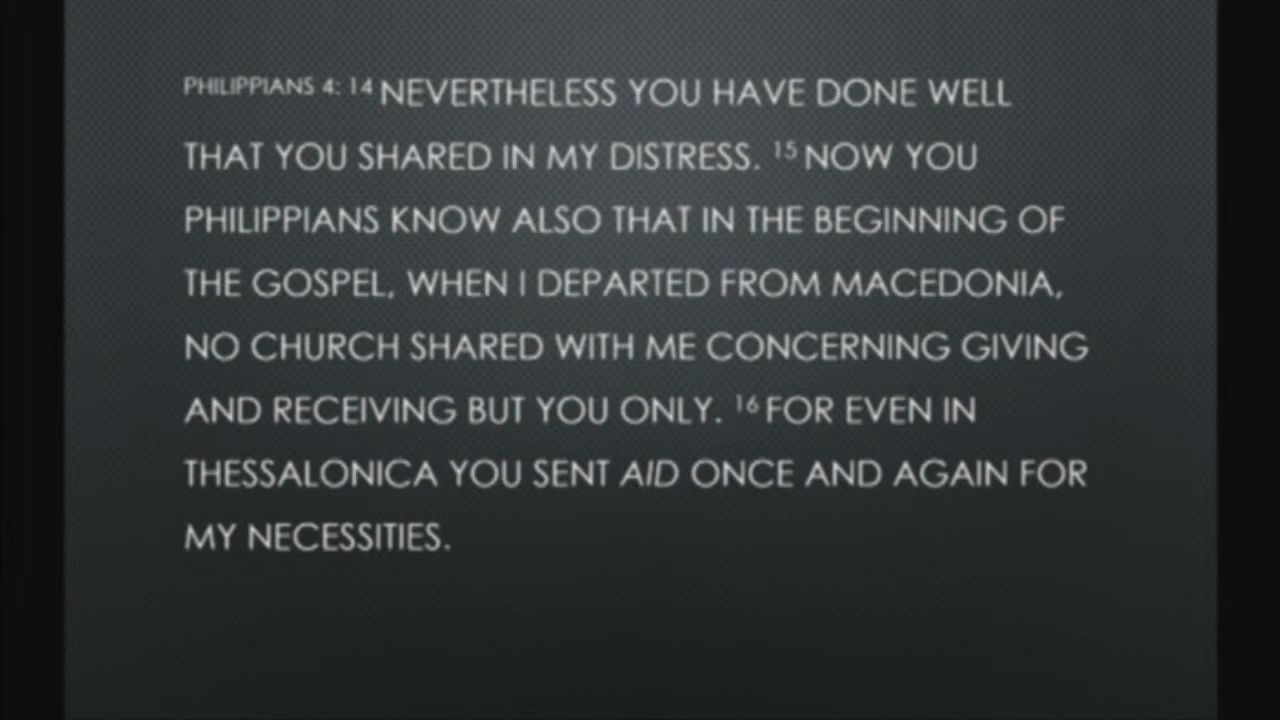 PHILIPPIANS 4: 14 NEVERTHELESS YOU HAVE DONE WELL
THAT YOU SHARED IN MY DISTRESS. 15 NOW YOU
PHILIPPIANS KNOW ALSO THAT IN THE BEGINNING OF
THE GOSPEL, WHEN I DEPARTED FROM MACEDONIA,
NO CHURCH SHARED WITH ME CONCERNING GIVING
AND RECEIVING BUT YOU ONLY. 16 FOR EVEN IN
THESSALONICA YOU SENT AID ONCE AND AGAIN FOR
MY NECESSITIES.